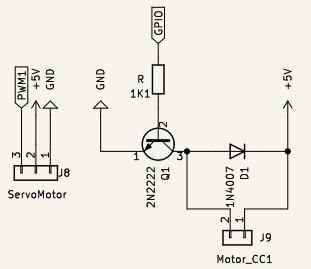 GPIO
PWM1
+5V
GND
GND
R
1K1
+5V
2
1
3
3
2
1
J8
ServoMotor
2N2222
Q1
1N4007
D1
2
1
J9
Motor_CC1